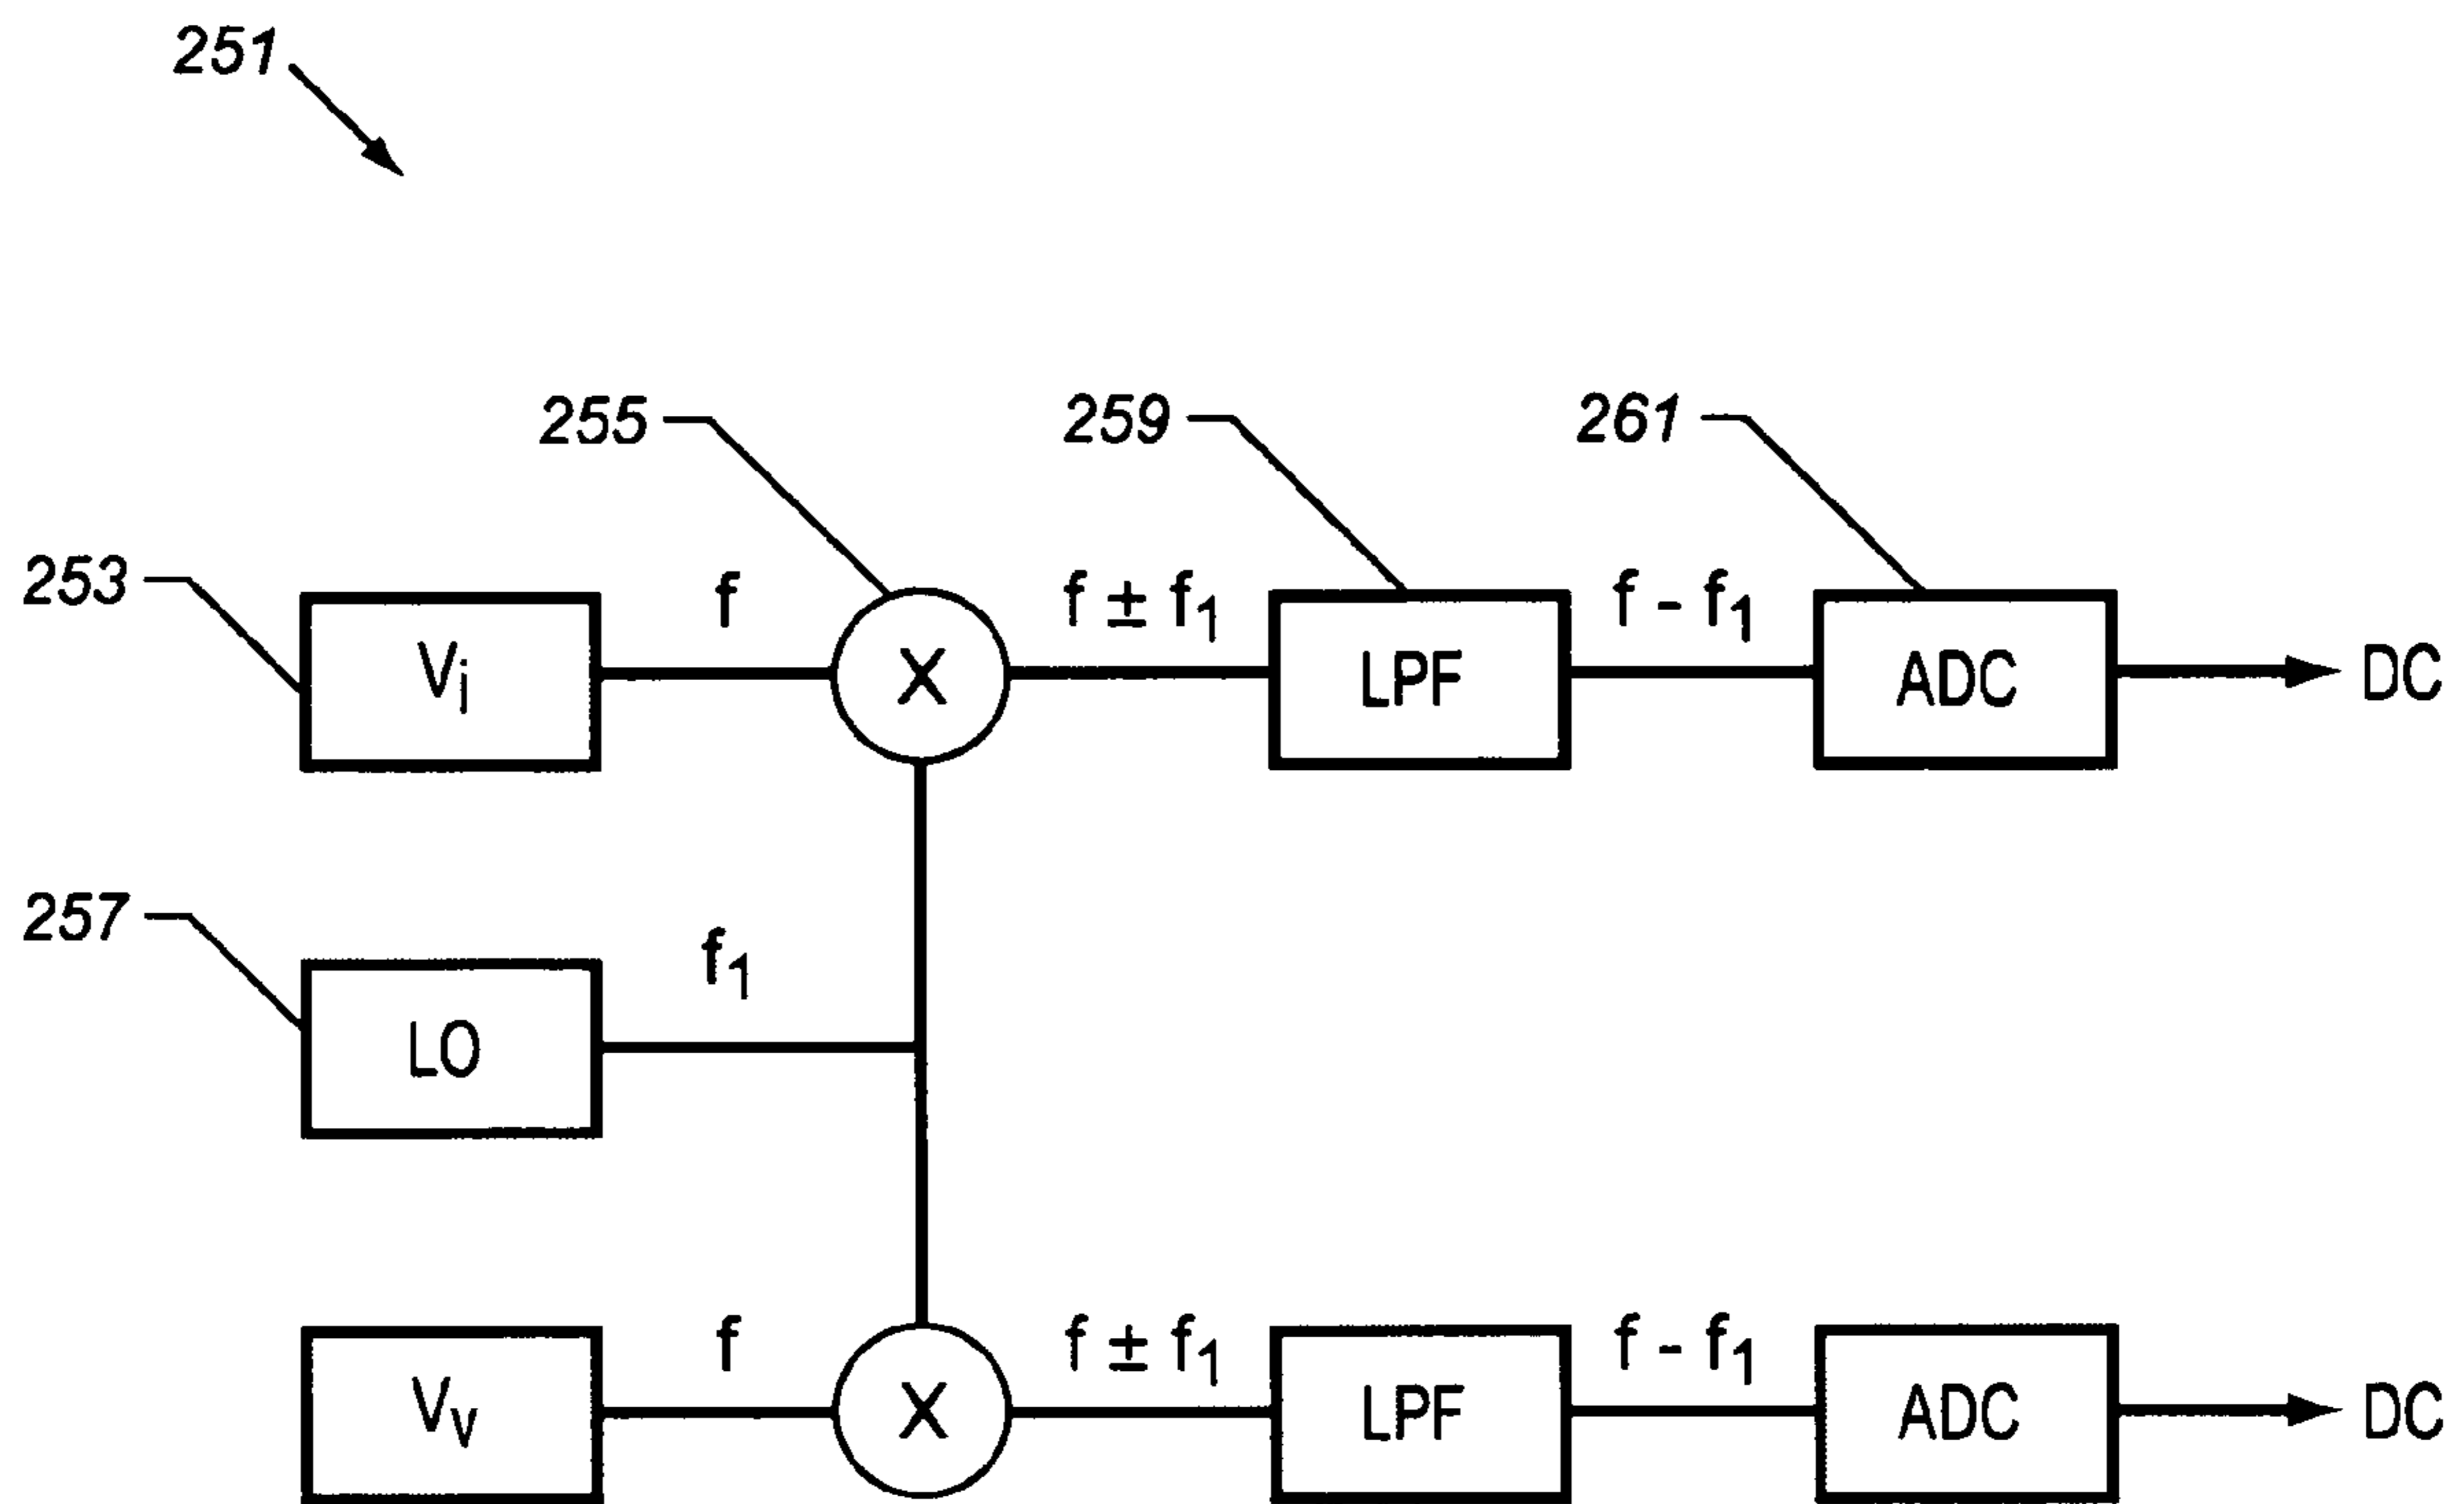 251
255
259
261
253
f
f ± f₁
f - f₁
Vᵢ
X
LPF
ADC
DC
257
f₁
LO
f
f ± f₁
f - f₁
Vᵥ
X
LPF
ADC
DC